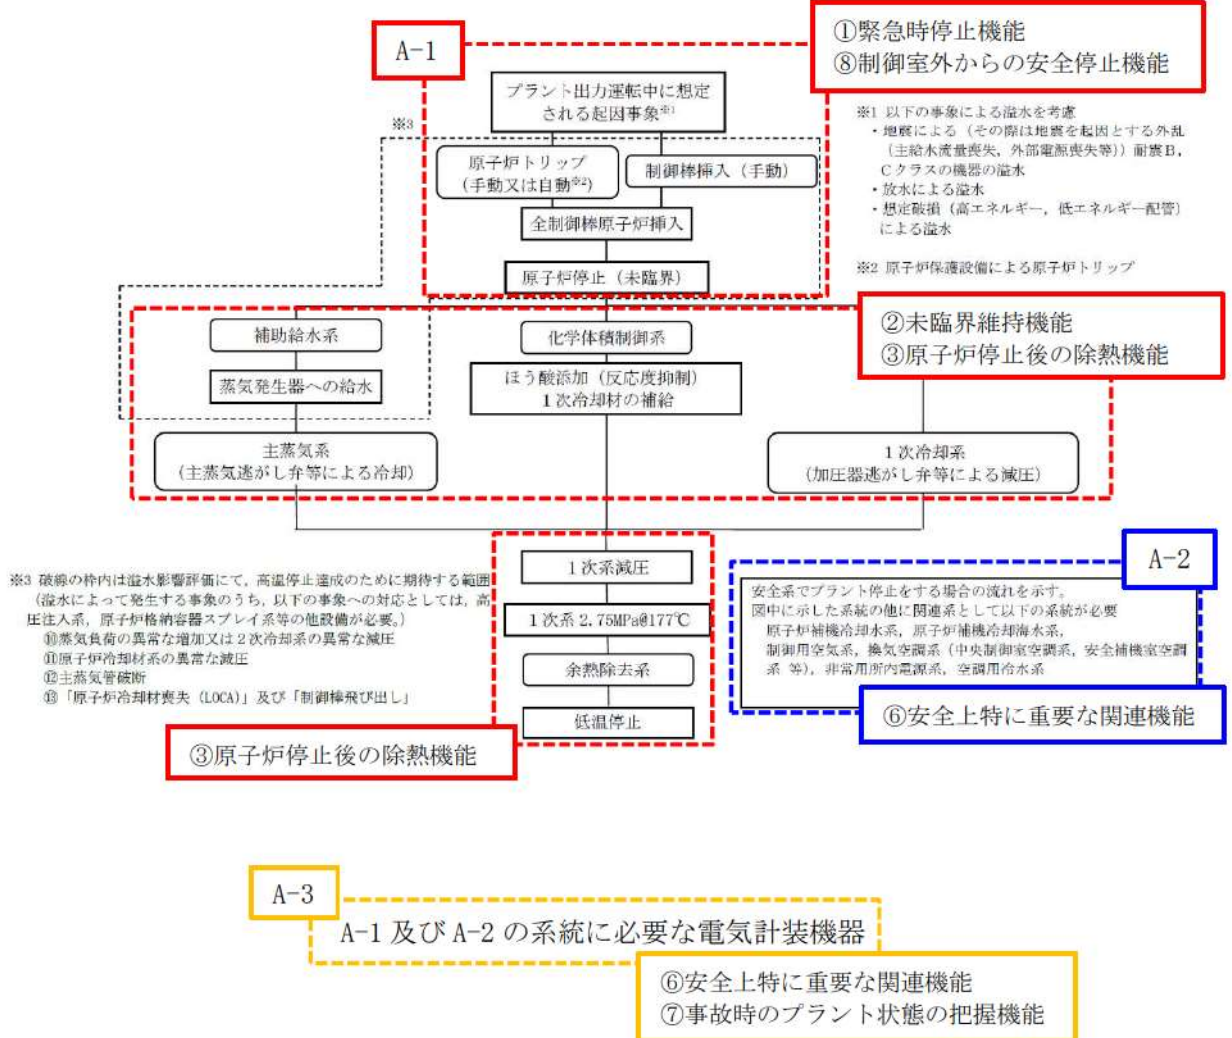 A-1
①緊急時停止機能
⑧制御室外からの安全停止機能
プラント出力運転中に想定
される起因事象※1
※3
原子炉トリップ
(手動又は自動※2)
制御棒挿入（手動）
全制御棒原子炉挿入
原子炉停止（未臨界）
※1 以下の事象による溢水を考慮
・地震による（その際は地震を起因とする外乱
（主給水流量喪失，外部電源喪失等））耐震B，
Cクラスの機器の溢水
・放水による溢水
・想定破損（高エネルギー，低エネルギー配管）
による溢水
※2 原子炉保護設備による原子炉トリップ
②未臨界維持機能
③原子炉停止後の除熱機能
補助給水系
蒸気発生器への給水
主蒸気系
(主蒸気逃がし弁等による冷却)
化学体積制御系
ほう酸添加（反応度抑制）
1次冷却材の補給
1次冷却系
(加圧器逃がし弁等による減圧)
※3 破線の枠内は溢水影響評価にて，高温停止達成のために期待する範囲
（溢水によって発生する事象のうち，以下の事象への対応としては，高
圧注入系，原子炉格納容器スプレイ系等の他設備が必要。）
⑩蒸気負荷の異常な増加又は2次冷却系の異常な減圧
⑪原子炉冷却材系の異常な減圧
⑫主蒸気管破断
⑬「原子炉冷却材喪失（LOCA）」及び「制御棒飛び出し」
1次系減圧
1次系 2.75MPa@177℃
余熱除去系
低温停止
③原子炉停止後の除熱機能
A-2
安全系でプラント停止をする場合の流れを示す。
図中に示した系統の他に関連系として以下の系統が必要
原子炉補機冷却水系，原子炉補機冷却海水系，
制御用空気系，換気空調系（中央制御室空調系，安全補機室空調
系 等），非常用所内電源系，空調用冷水系
⑥安全上特に重要な関連機能
A-3
A-1 及び A-2 の系統に必要な電気計装機器
⑥安全上特に重要な関連機能
⑦事故時のプラント状態の把握機能